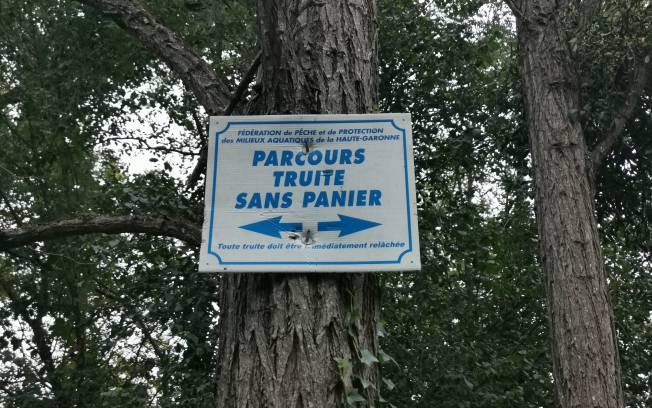 FÉDÉRATION de PÊCHE et de PROTECTION
des MILIEUX AQUATIQUES de la HAUTE-GARONNE
PARCOURS
TRUITE
SANS PANIER
Toute truite doit être immédiatement relâchée